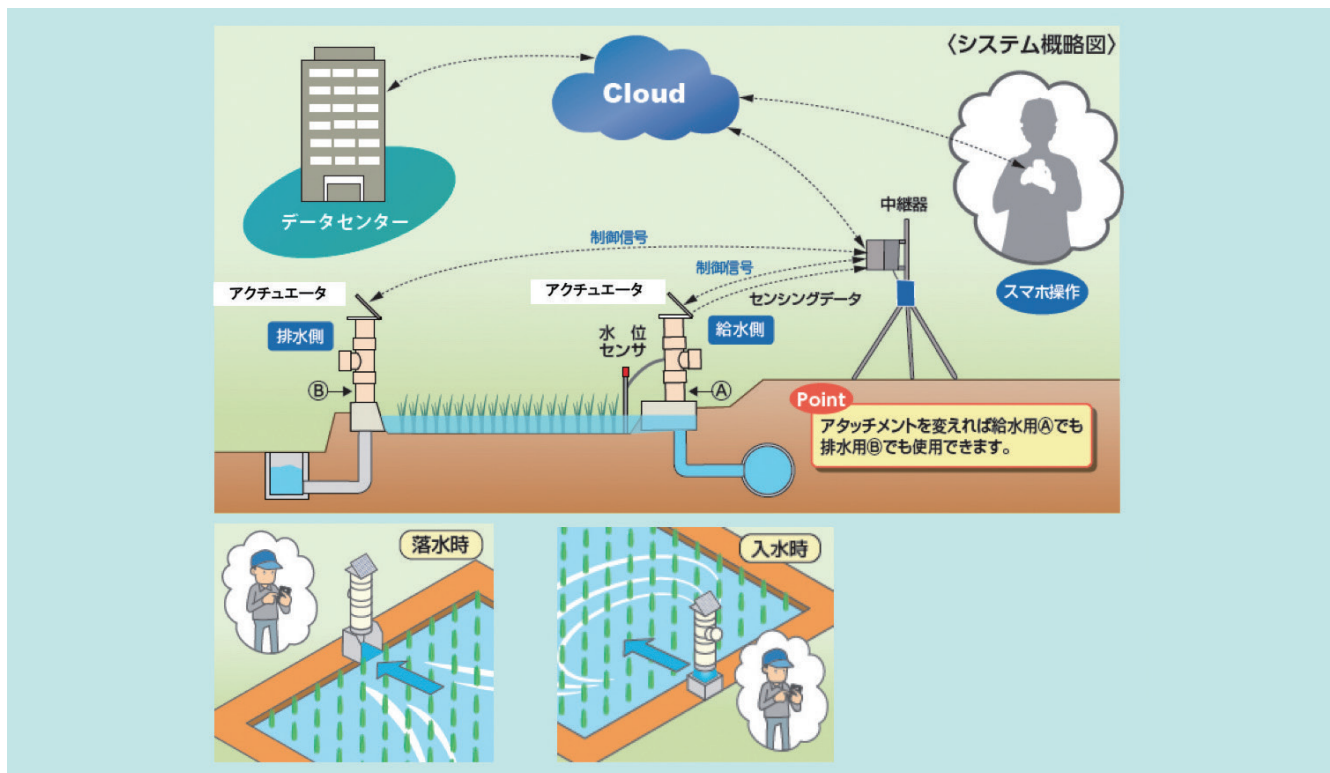 〈システム概略図〉
Cloud
データセンター
中継器
制御信号
制御信号
センシングデータ
スマホ操作
アクチュエータ
アクチュエータ
排水側
水 位
センサ
給水側
Ⓑ
Ⓐ
Point
アタッチメントを変えれば給水用Ⓐでも
排水用Ⓑでも使用できます。
落水時
入水時